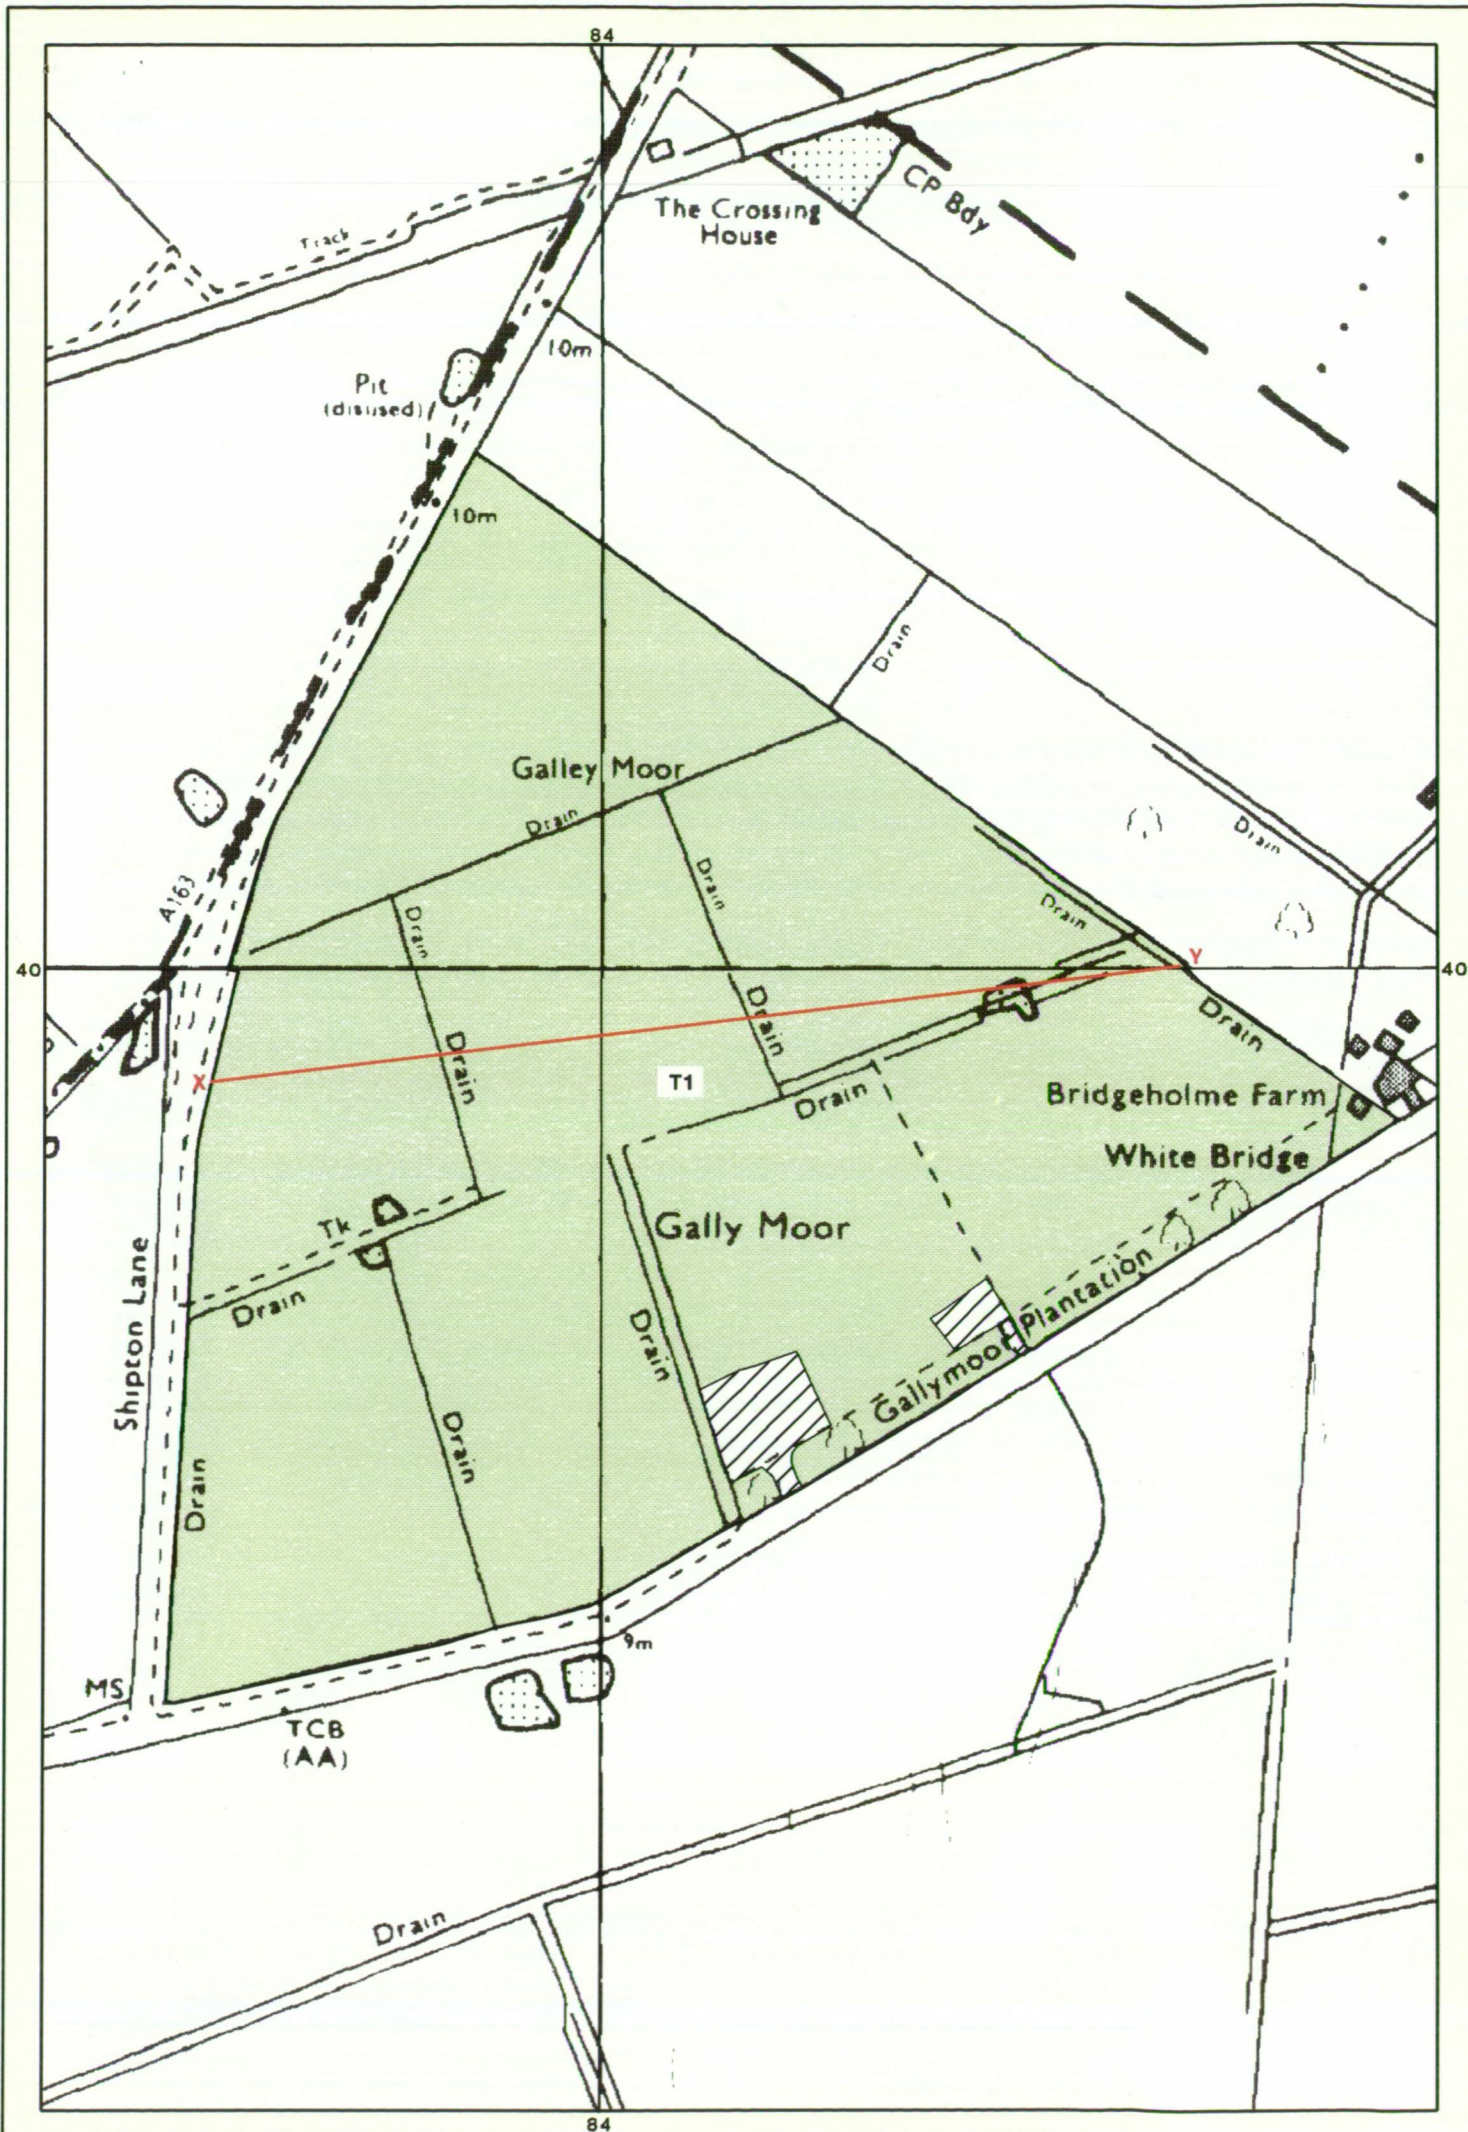 84
CP Bdy
The Crossing
House
Track
10m
Pit
(disused)
10m
Drain
Galley Moor
Drain
Drain
Drain
Drain
Drain
A163
40
40
Y
Drain
Drain
Drain
X
T1
Drain
Bridgeholme Farm
White Bridge
Tk
Gally Moor
Drain
Shipton Lane
Drain
Gallymoor Plantation
Drain
Drain
9m
MS
TCB
(AA)
Drain
84